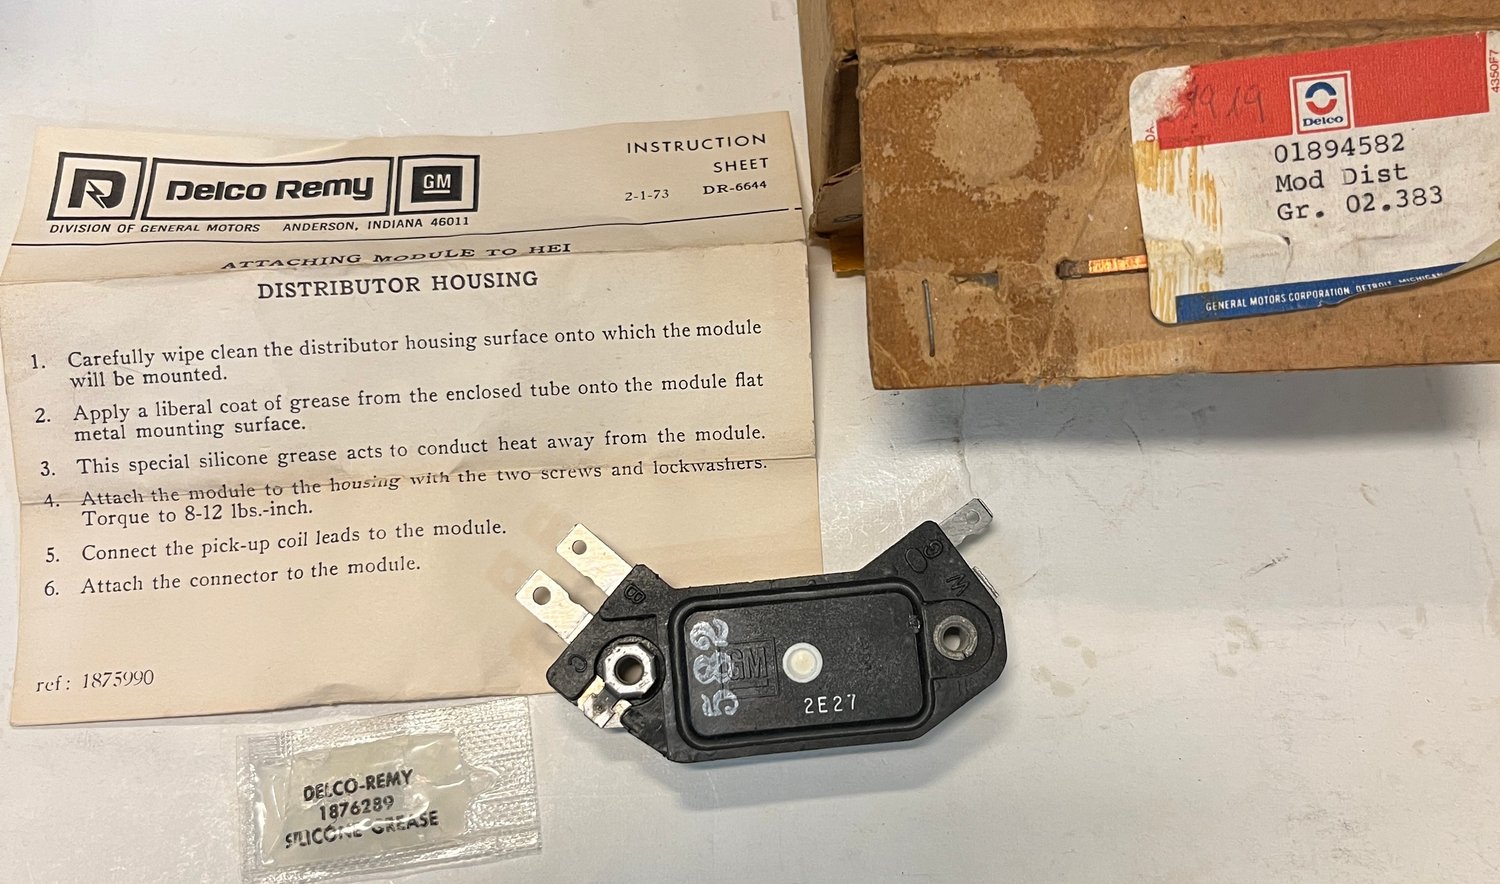 Delco Remy
GM
DIVISION OF GENERAL MOTORS ANDERSON, INDIANA 46011
INSTRUCTION
SHEET
2-1-73 DR-6644
ATTACHING MODULE TO HEI
DISTRIBUTOR HOUSING
1. Carefully wipe clean the distributor housing surface onto which the module
will be mounted.
2. Apply a liberal coat of grease from the enclosed tube onto the module flat
metal mounting surface.
3. This special silicone grease acts to conduct heat away from the module.
4. Attach the module to the housing with the two screws and lockwashers.
Torque to 8-12 lbs.-inch.
5. Connect the pick-up coil leads to the module.
6. Attach the connector to the module.
ref: 1875990
DELCO-REMY
1876289
SILICONE GREASE
Delco
01894582
Mod Dist
Gr. 02.383
GENERAL MOTORS CORPORATION, DETROIT, MICHIGAN
4350F7
B
C
G
W
582
GM
2E27